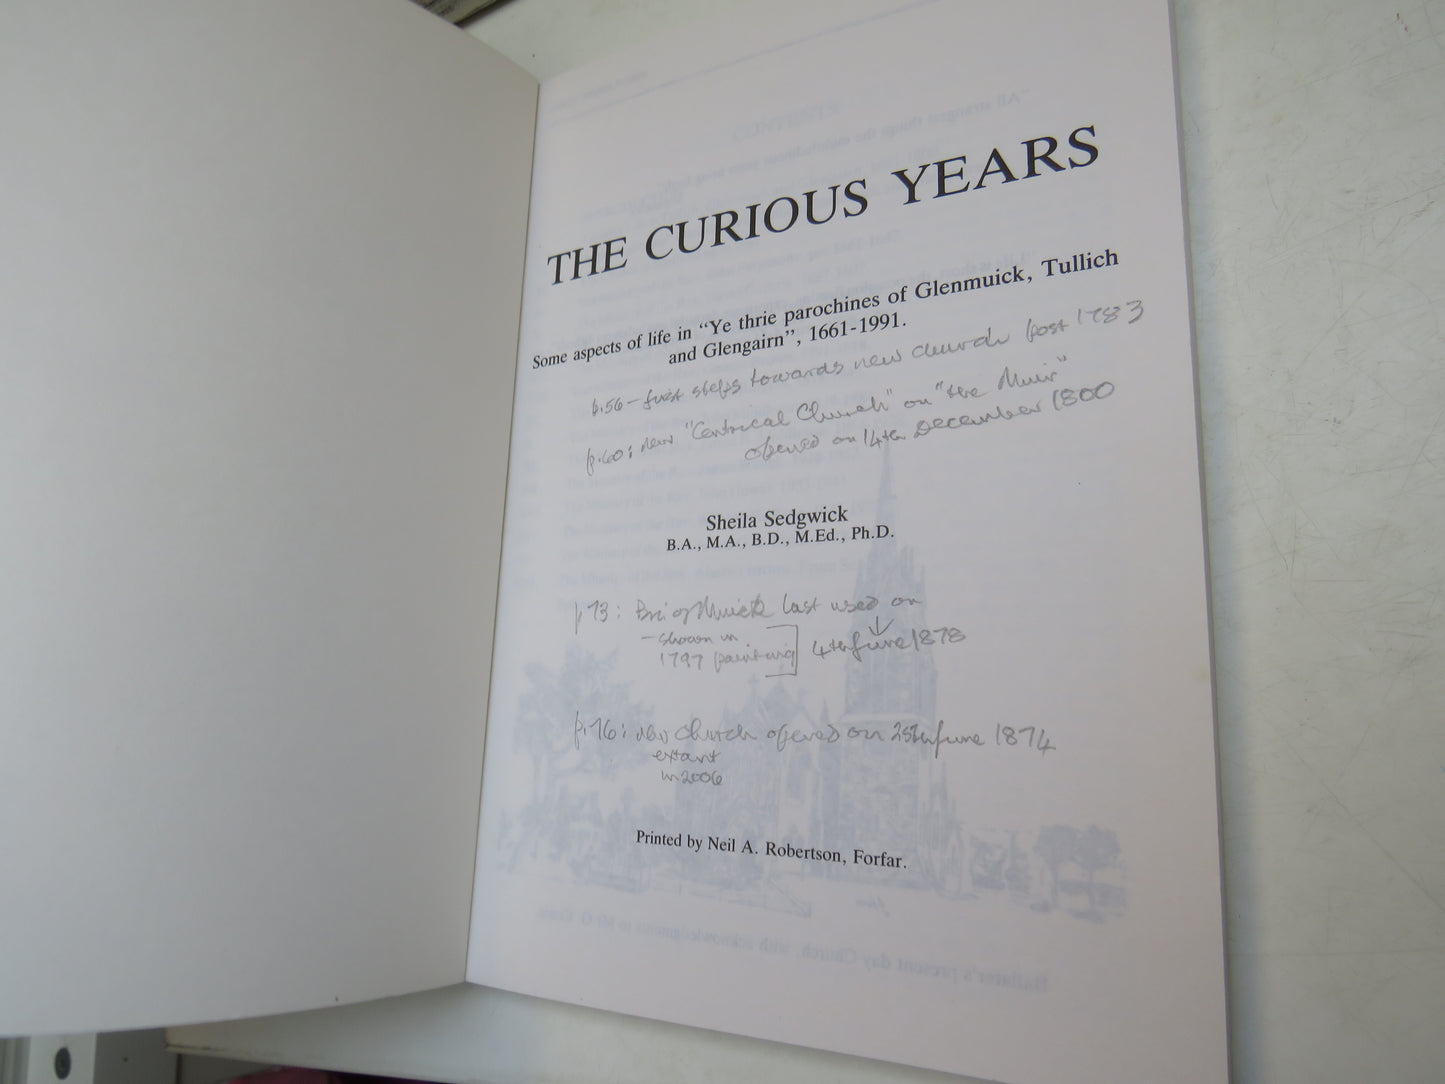 THE CURIOUS YEARS
Some aspects of life in "Ye thrie parochines of Glenmuick, Tullich
and Glengairn", 1661-1991.
p.56 - first steps towards new church post 1783
p.60: new "Centrical Church" on "the Muir"
opened on 14th December 1800
Sheila Sedgwick
B.A., M.A., B.D., M.Ed., Ph.D.
p.73: Brig of Muick last used on
- shown in
1797 painting
4th June 1878
p.76: new church opened on 21st June 1874
extant
in 2006
Printed by Neil A. Robertson, Forfar.